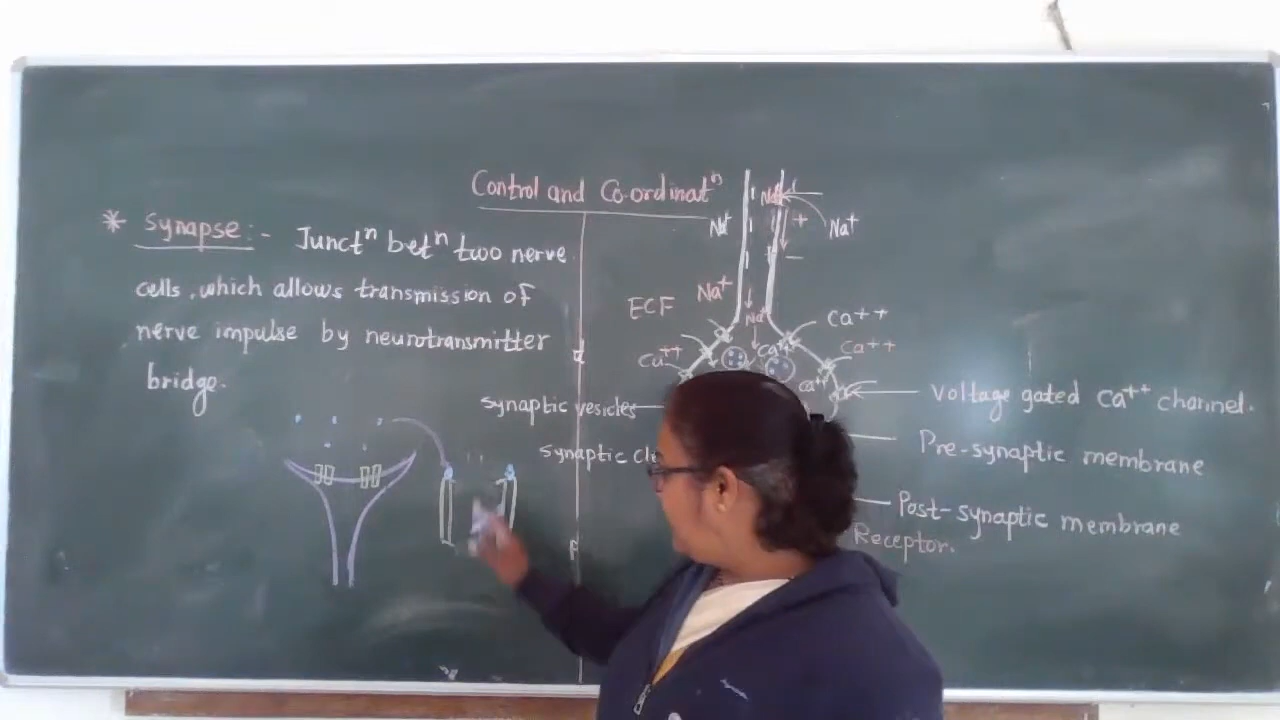 Control and Co-ordinatⁿ
* Synapse:- Junctⁿ betⁿ two nerve
cells, which allows transmission of
nerve impulse by neurotransmitter
bridge.
Na⁺
Na⁺
Na⁺
Na⁺
Na⁺
ECF
Ca⁺⁺
Ca⁺⁺
Ca⁺⁺
Ca⁺⁺
Ca⁺⁺
Synaptic vesicles
Synaptic
Voltage gated Ca⁺⁺ channel.
Pre-synaptic membrane
Post-synaptic membrane
Receptor.